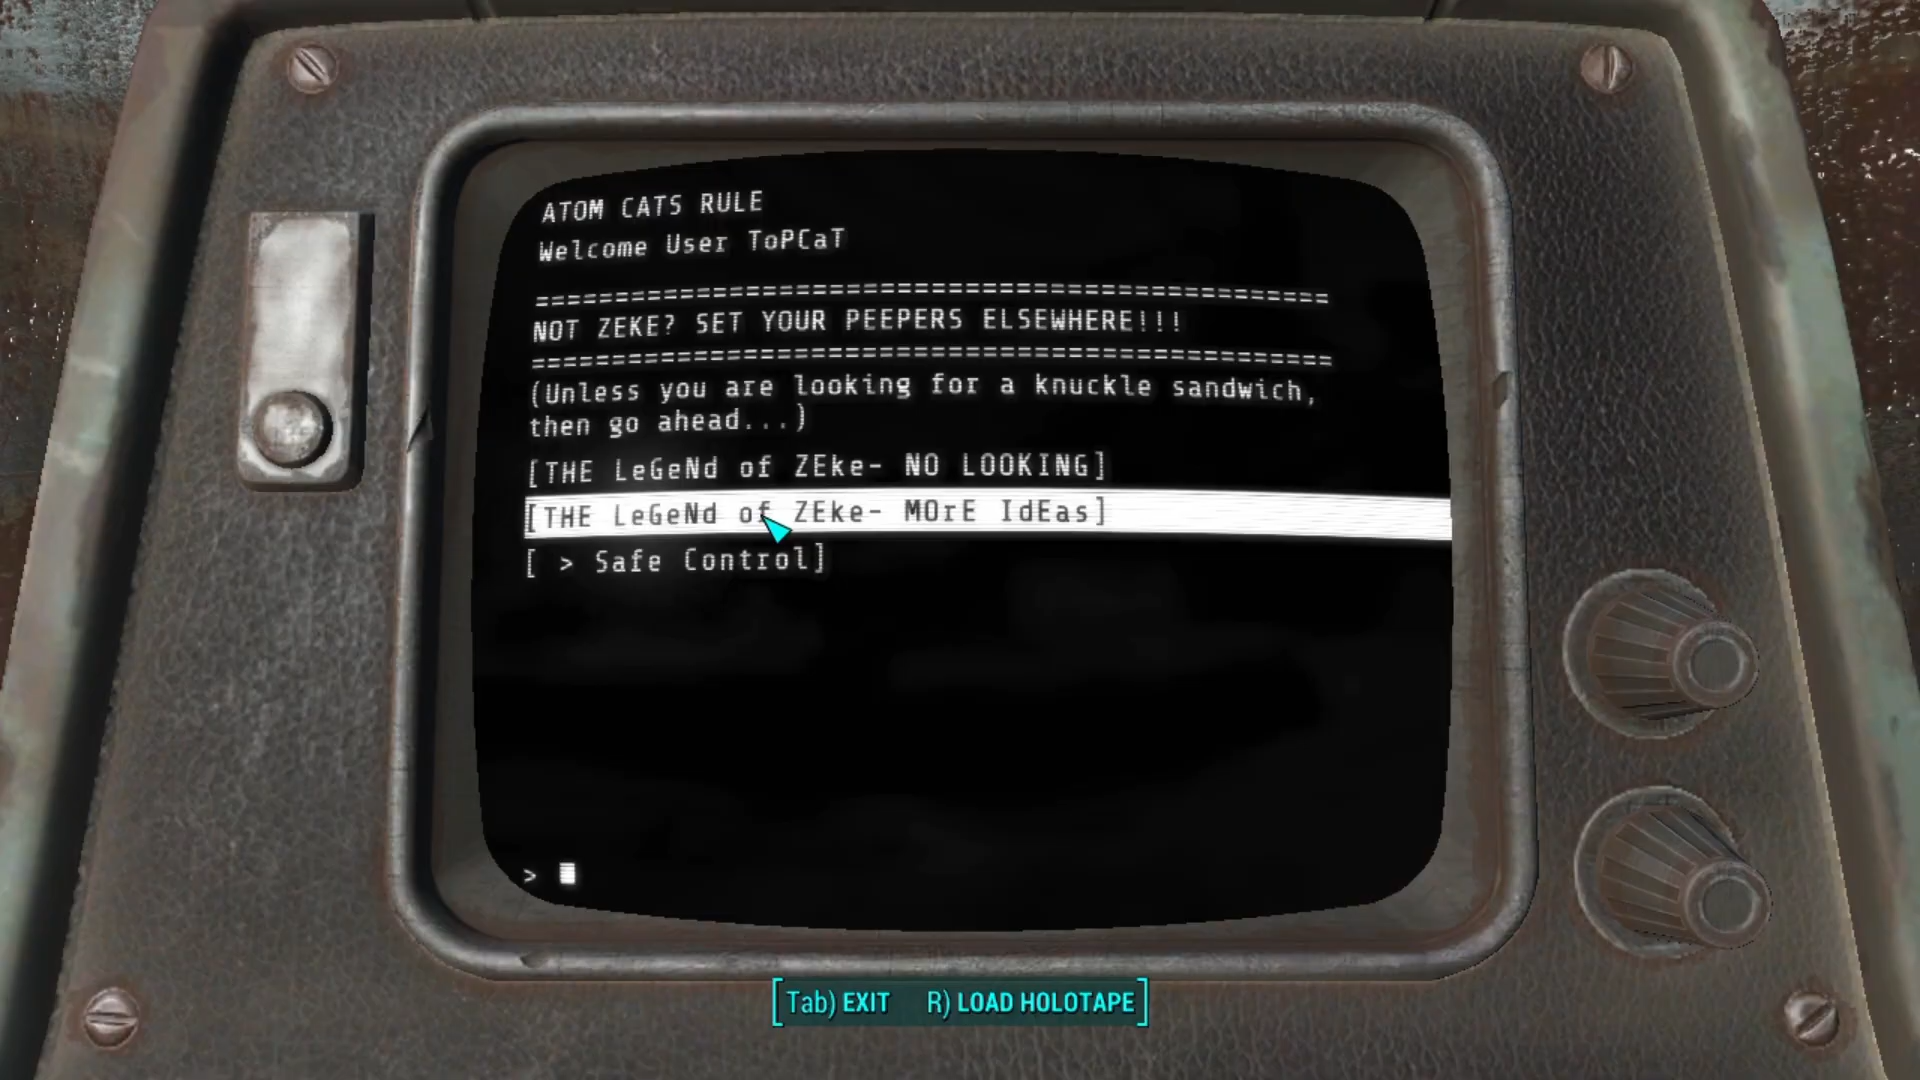 ATOM CATS RULE
Welcome User ToPCaT
=================================================
NOT ZEKE? SET YOUR PEEPERS ELSEWHERE!!!
=================================================
(Unless you are looking for a knuckle sandwich,
then go ahead...)
[THE LeGeNd of ZEke- NO LOOKING]
[THE LeGeNd of ZEke- MOrE IdEas]
[ > Safe Control]
>
[Tab) EXIT R) LOAD HOLOTAPE]